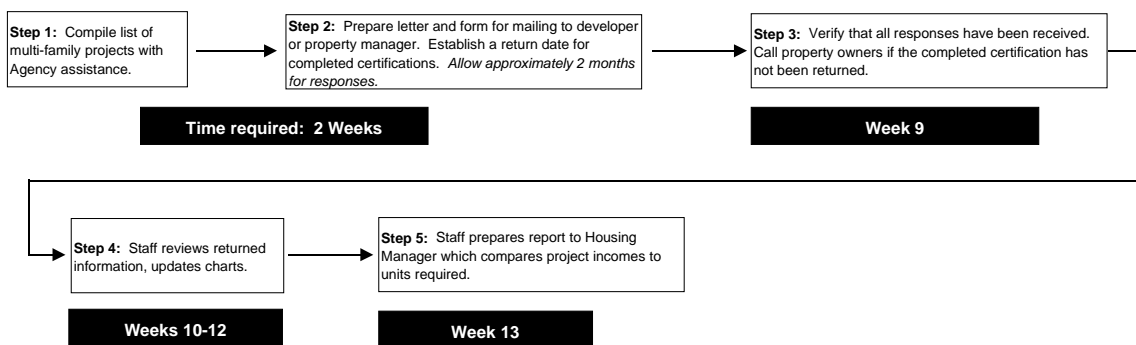 Step 1: Compile list of
multi-family projects with
Agency assistance.
Step 2: Prepare letter and form for mailing to developer
or property manager. Establish a return date for
completed certifications. Allow approximately 2 months
for responses.
Step 3: Verify that all responses have been received.
Call property owners if the completed certification has
not been returned.
Time required: 2 Weeks
Week 9
Step 4: Staff reviews returned
information, updates charts.
Step 5: Staff prepares report to Housing
Manager which compares project incomes to
units required.
Weeks 10-12
Week 13